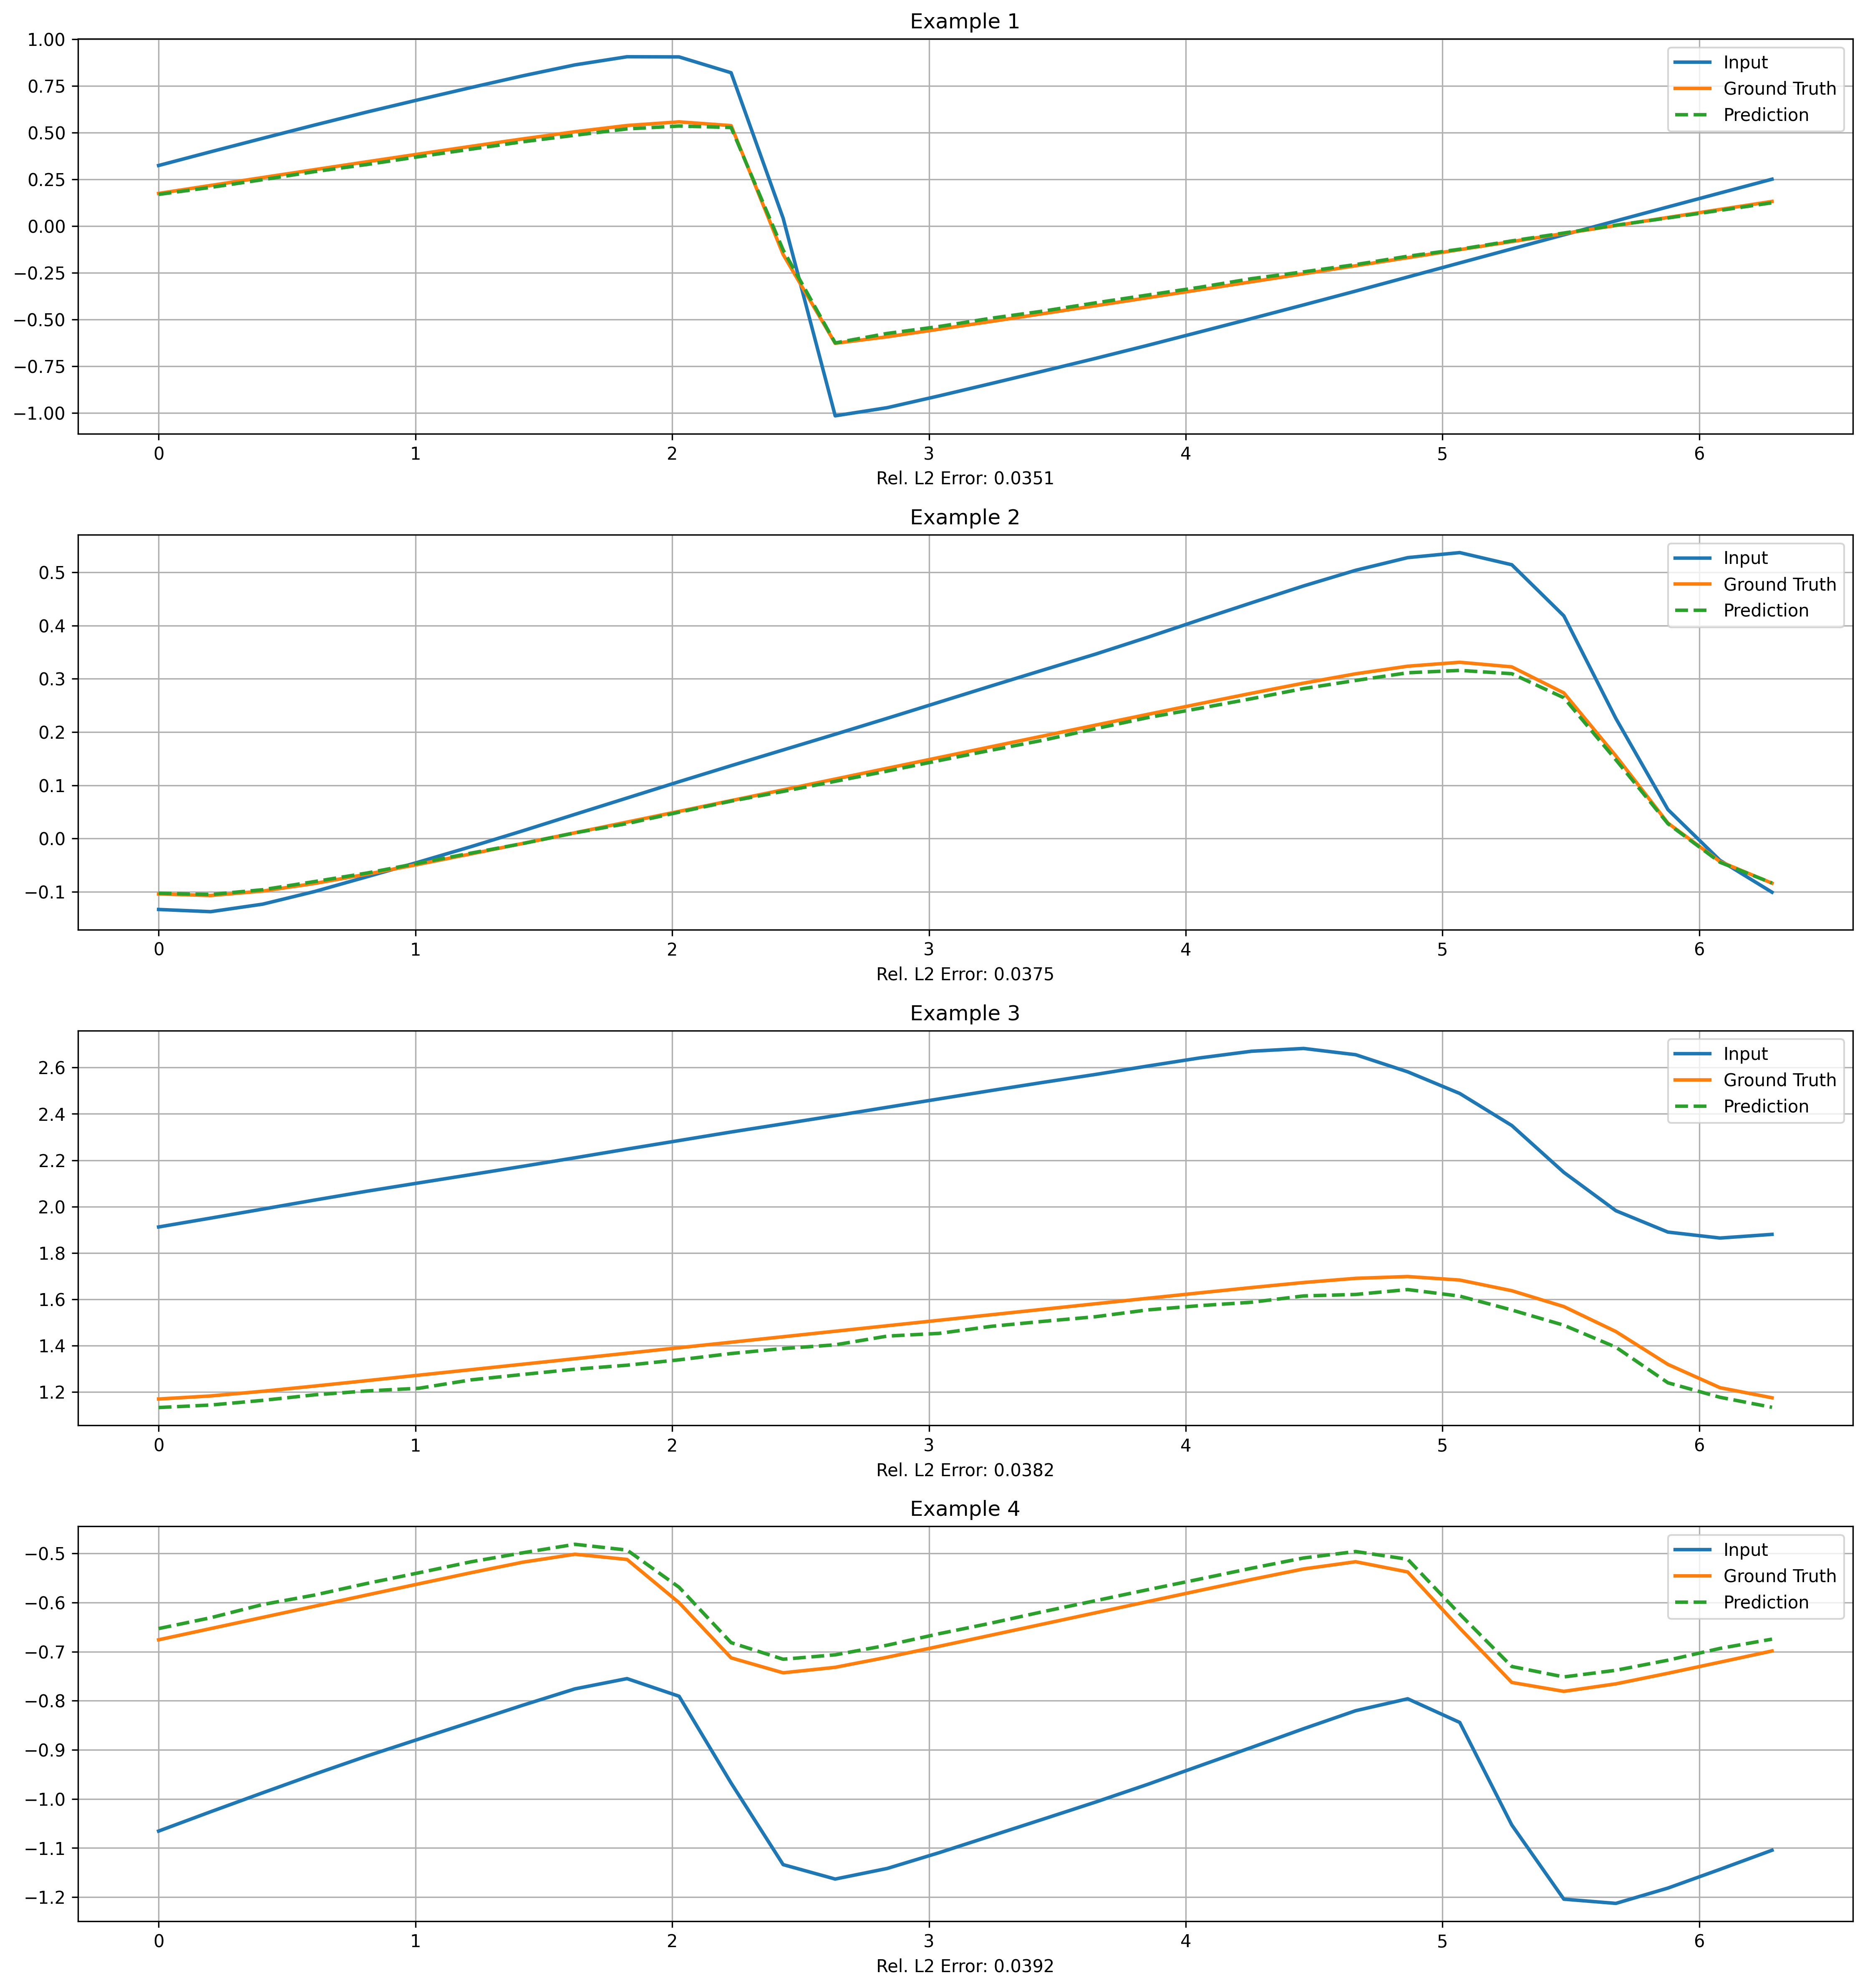 Example 1
1.00
0.75
0.50
0.25
0.00
−0.25
−0.50
−0.75
−1.00
Input
Ground Truth
Prediction
0 1 2 3 4 5 6
Rel. L2 Error: 0.0351
Example 2
0.5
0.4
0.3
0.2
0.1
0.0
−0.1
Input
Ground Truth
Prediction
0 1 2 3 4 5 6
Rel. L2 Error: 0.0375
Example 3
2.6
2.4
2.2
2.0
1.8
1.6
1.4
1.2
Input
Ground Truth
Prediction
0 1 2 3 4 5 6
Rel. L2 Error: 0.0382
Example 4
−0.5
−0.6
−0.7
−0.8
−0.9
−1.0
−1.1
−1.2
Input
Ground Truth
Prediction
0 1 2 3 4 5 6
Rel. L2 Error: 0.0392